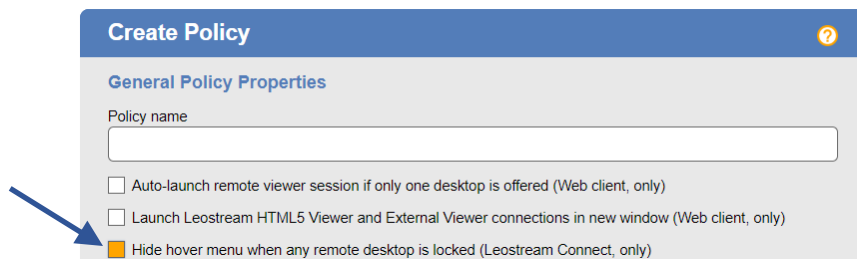 Create Policy
?
General Policy Properties
Policy name
Auto-launch remote viewer session if only one desktop is offered (Web client, only)
Launch Leostream HTML5 Viewer and External Viewer connections in new window (Web client, only)
Hide hover menu when any remote desktop is locked (Leostream Connect, only)